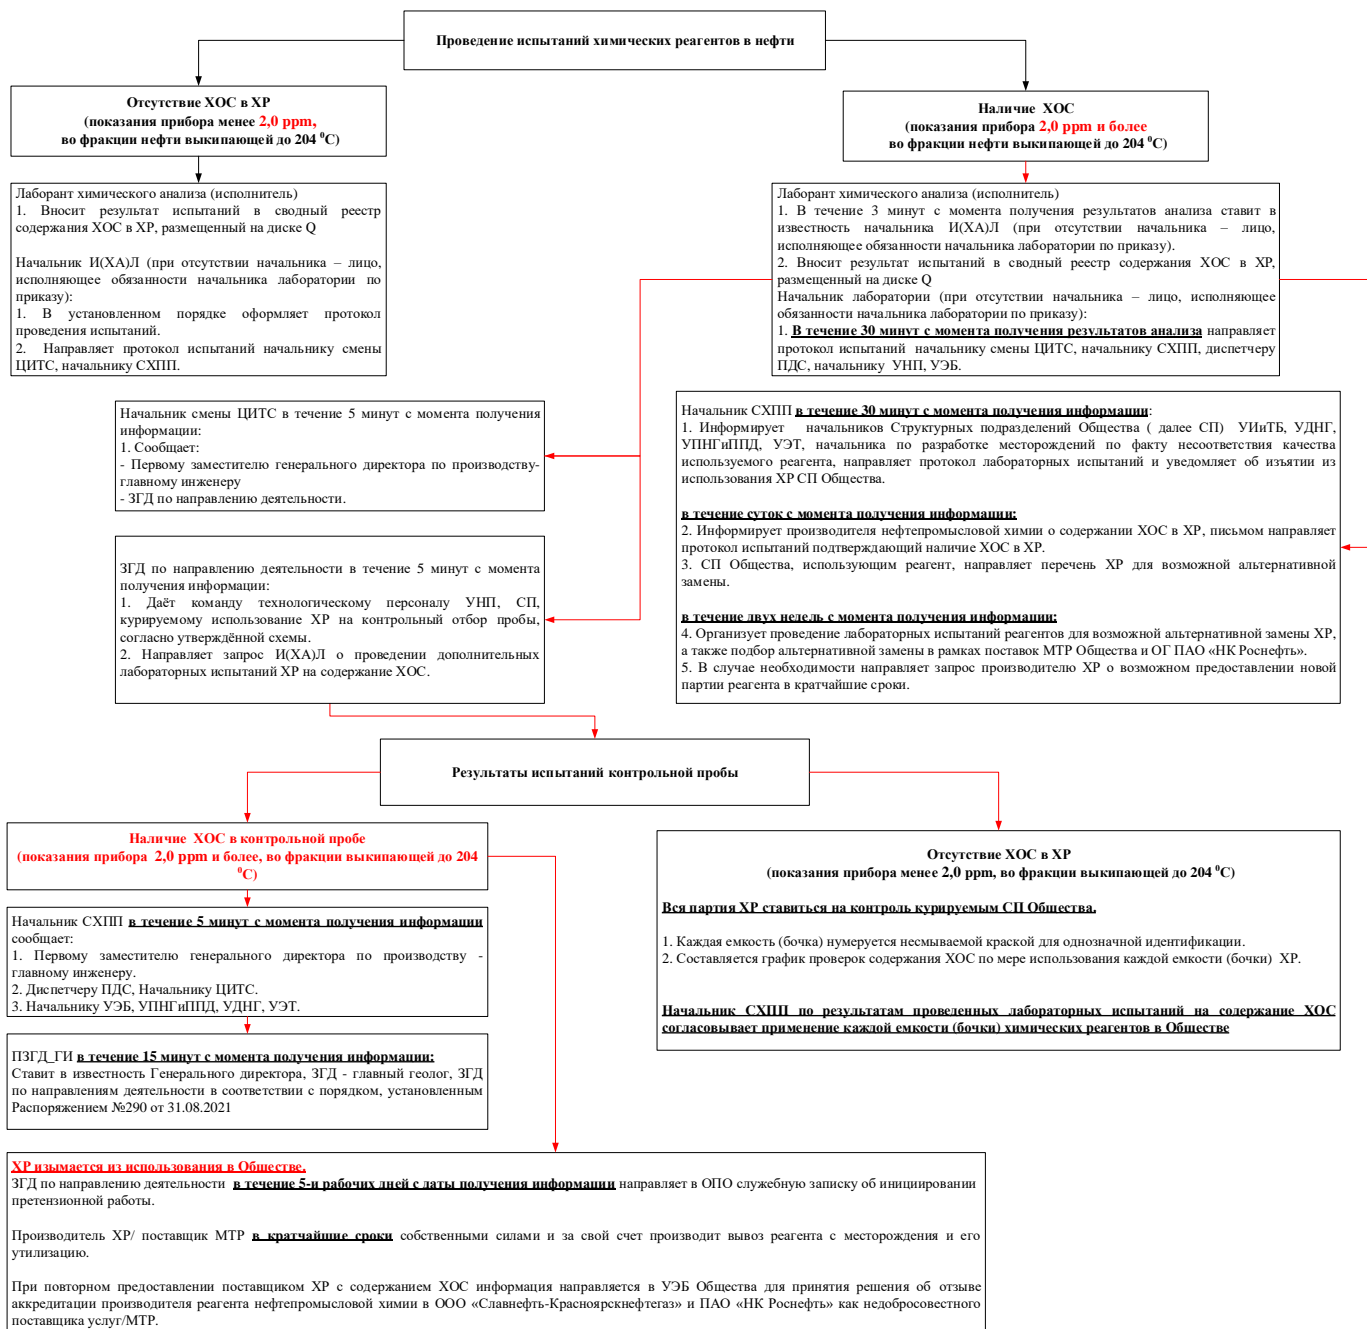 Проведение испытаний химических реагентов в нефти
Отсутствие ХОС в ХР
(показания прибора менее 2,0 ppm,
во фракции нефти выкипающей до 204 ⁰С)
Наличие ХОС
(показания прибора 2,0 ppm и более
во фракции нефти выкипающей до 204 ⁰С)
Лаборант химического анализа (исполнитель)
1. Вносит результат испытаний в сводный реестр
содержания ХОС в ХР, размещенный на диске Q
Начальник И(ХА)Л (при отсутствии начальника – лицо,
исполняющее обязанности начальника лаборатории по
приказу):
1. В установленном порядке оформляет протокол
проведения испытаний.
2. Направляет протокол испытаний начальнику смены
ЦИТС, начальнику СХПП.
Лаборант химического анализа (исполнитель)
1. В течение 3 минут с момента получения результатов анализа ставит в
известность начальника И(ХА)Л (при отсутствии начальника – лицо,
исполняющее обязанности начальника лаборатории по приказу).
2. Вносит результат испытаний в сводный реестр содержания ХОС в ХР,
размещенный на диске Q
Начальник лаборатории (при отсутствии начальника – лицо, исполняющее
обязанности начальника лаборатории по приказу):
1. В течение 30 минут с момента получения результатов анализа направляет
протокол испытаний начальнику смены ЦИТС, начальнику СХПП, диспетчеру
ПДС, начальнику УНП, УЭБ.
Начальник смены ЦИТС в течение 5 минут с момента получения
информации:
1. Сообщает:
- Первому заместителю генерального директора по производству-
главному инженеру
- ЗГД по направлению деятельности.
Начальник СХПП в течение 30 минут с момента получения информации:
1. Информирует начальников Структурных подразделений Общества ( далее СП) УИиТБ, УДНГ,
УПНГиППД, УЭТ, начальника по разработке месторождений по факту несоответствия качества
используемого реагента, направляет протокол лабораторных испытаний и уведомляет об изъятии из
использования ХР СП Общества.
в течение суток с момента получения информации:
2. Информирует производителя нефтепромысловой химии о содержании ХОС в ХР, письмом направляет
протокол испытаний подтверждающий наличие ХОС в ХР.
3. СП Общества, использующим реагент, направляет перечень ХР для возможной альтернативной
замены.
в течение двух недель с момента получения информации:
4. Организует проведение лабораторных испытаний реагентов для возможной альтернативной замены ХР,
а также подбор альтернативной замены в рамках поставок МТР Общества и ОГ ПАО «НК Роснефть».
5. В случае необходимости направляет запрос производителю ХР о возможном предоставлении новой
партии реагента в кратчайшие сроки.
ЗГД по направлению деятельности в течение 5 минут с момента
получения информации:
1. Даёт команду технологическому персоналу УНП, СП,
курируемому использование ХР на контрольный отбор пробы,
согласно утверждённой схемы.
2. Направляет запрос И(ХА)Л о проведении дополнительных
лабораторных испытаний ХР на содержание ХОС.
Результаты испытаний контрольной пробы
Наличие ХОС в контрольной пробе
(показания прибора 2,0 ppm и более, во фракции выкипающей до 204
⁰С)
Отсутствие ХОС в ХР
(показания прибора менее 2,0 ppm, во фракции выкипающей до 204 ⁰С)
Вся партия ХР ставиться на контроль курируемым СП Общества.
1. Каждая емкость (бочка) нумеруется несмываемой краской для однозначной идентификации.
2. Составляется график проверок содержания ХОС по мере использования каждой емкости (бочки) ХР.
Начальник СХПП по результатам проведенных лабораторных испытаний на содержание ХОС
согласовывает применение каждой емкости (бочки) химических реагентов в Обществе
Начальник СХПП в течение 5 минут с момента получения информации
сообщает:
1. Первому заместителю генерального директора по производству -
главному инженеру.
2. Диспетчеру ПДС, Начальнику ЦИТС.
3. Начальнику УЭБ, УПНГиППД, УДНГ, УЭТ.
ПЗГД_ГИ в течение 15 минут с момента получения информации:
Ставит в известность Генерального директора, ЗГД - главный геолог, ЗГД
по направлениям деятельности в соответствии с порядком, установленным
Распоряжением №290 от 31.08.2021
ХР изымается из использования в Обществе.
ЗГД по направлению деятельности в течение 5-и рабочих дней с даты получения информации направляет в ОПО служебную записку об инициировании
претензионной работы.
Производитель ХР/ поставщик МТР в кратчайшие сроки собственными силами и за свой счет производит вывоз реагента с месторождения и его
утилизацию.
При повторном предоставлении поставщиком ХР с содержанием ХОС информация направляется в УЭБ Общества для принятия решения об отзыве
аккредитации производителя реагента нефтепромысловой химии в ООО «Славнефть-Красноярскнефтегаз» и ПАО «НК Роснефть» как недобросовестного
поставщика услуг/МТР.